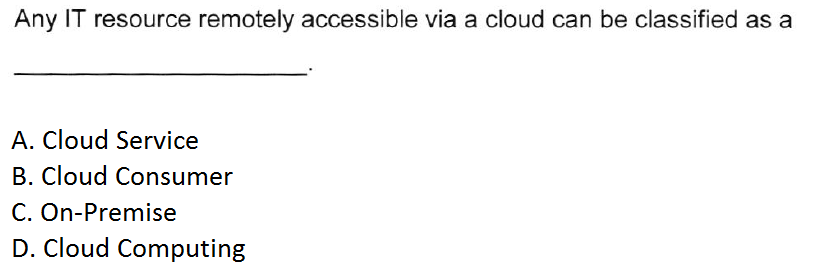 Any IT resource remotely accessible via a cloud can be classified as a
____________________________.
A. Cloud Service
B. Cloud Consumer
C. On-Premise
D. Cloud Computing